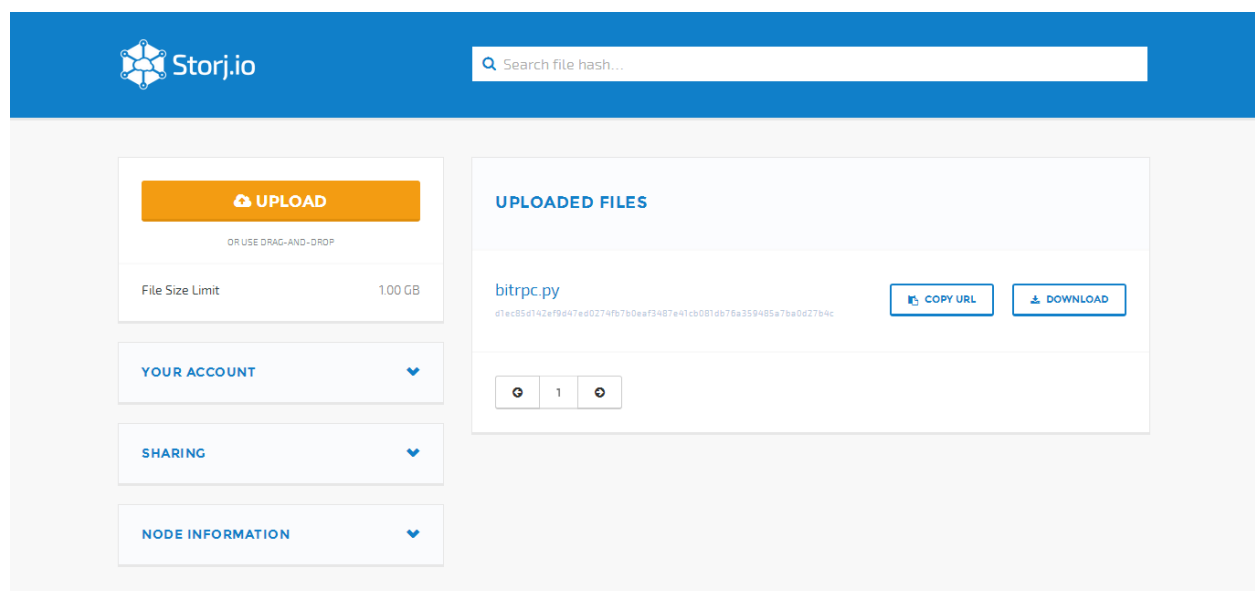 Storj.io
Search file hash...
UPLOAD
OR USE DRAG-AND-DROP
File Size Limit 1.00 GB
YOUR ACCOUNT
SHARING
NODE INFORMATION
UPLOADED FILES
bitrpc.py
d1ec85d142ef9d47ed0274fb7b0eaf3487e41cb081db76a359485a7ba0d27b4c
COPY URL
DOWNLOAD
1